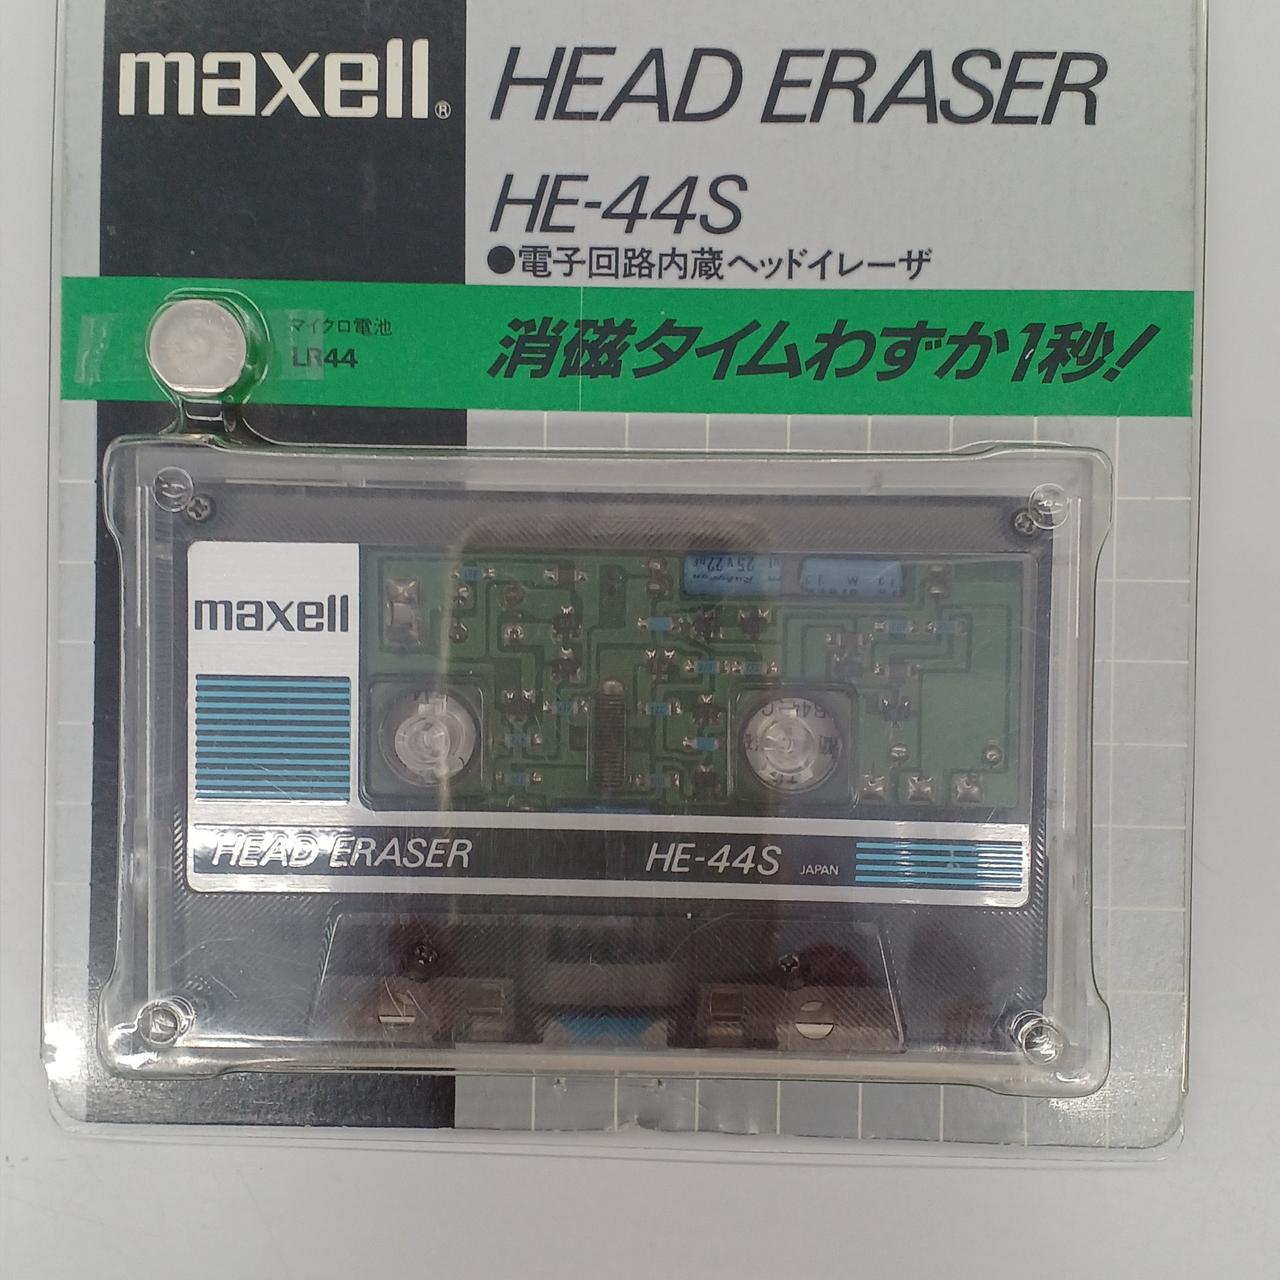 maxell®
HEAD ERASER
HE-44S
●電子回路内蔵ヘッドイレーザ
マイクロ電池
LR44
消磁タイムわずか1秒!
25V22µF
Rubycon
maxell
HEAD ERASER
HE-44S
JAPAN